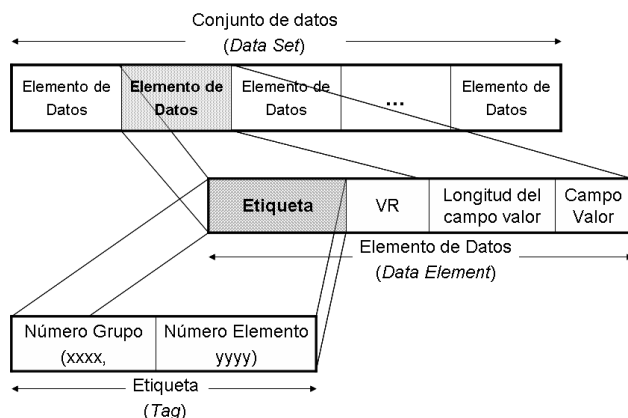 Conjunto de datos
(Data Set)
Elemento de
Datos
Elemento de
Datos
Elemento de
Datos
...
Elemento de
Datos
Etiqueta
VR
Longitud del
campo valor
Campo
Valor
Elemento de Datos
(Data Element)
Número Grupo
(xxxx,
Número Elemento
yyyy)
Etiqueta
(Tag)